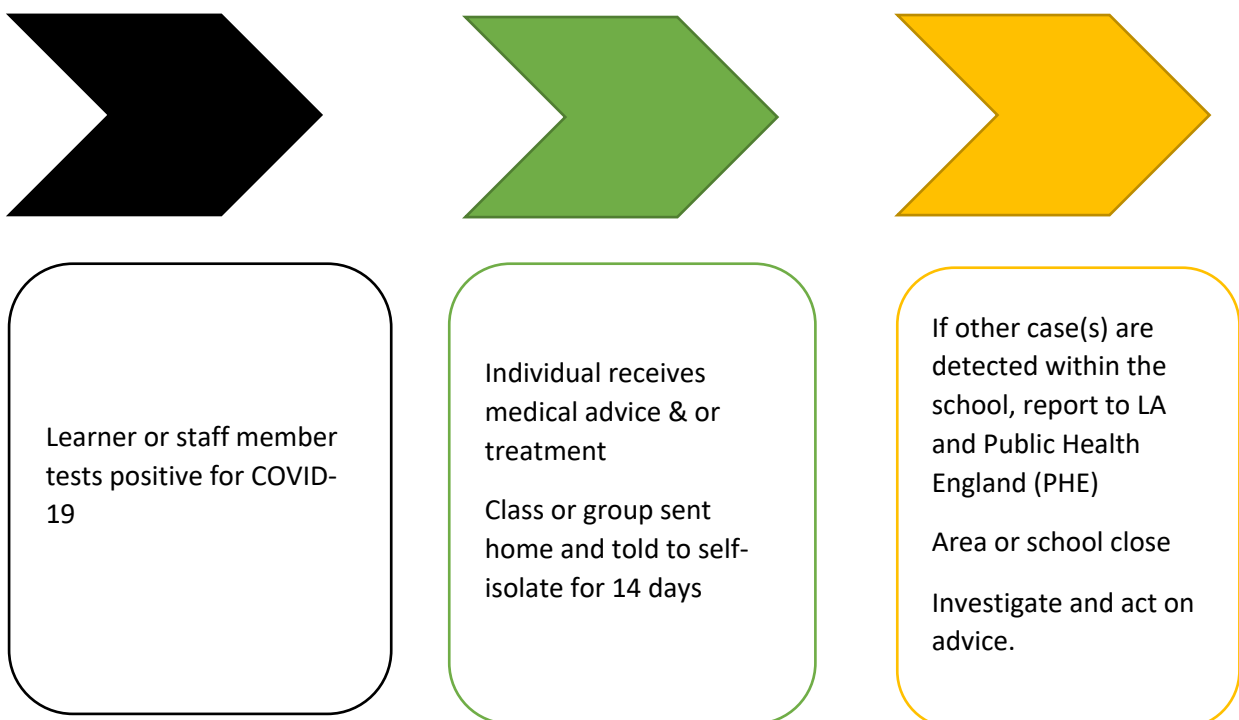 Learner or staff member
tests positive for COVID-
19
Individual receives
medical advice & or
treatment
Class or group sent
home and told to self-
isolate for 14 days
If other case(s) are
detected within the
school, report to LA
and Public Health
England (PHE)
Area or school close
Investigate and act on
advice.